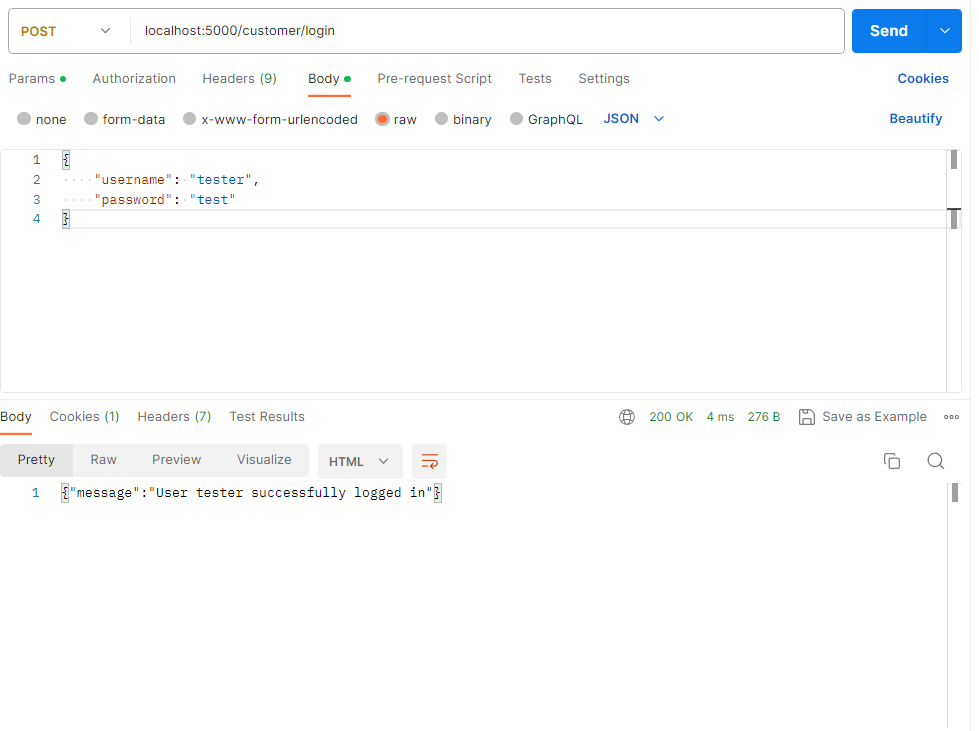 POST localhost:5000/customer/login Send
Params Authorization Headers (9) Body Pre-request Script Tests Settings Cookies
none form-data x-www-form-urlencoded raw binary GraphQL JSON Beautify
1 {
2 ····"username":·"tester",
3 ····"password":·"test"
4 }
Body Cookies (1) Headers (7) Test Results 200 OK 4 ms 276 B Save as Example
Pretty Raw Preview Visualize HTML
1 {"message":"User tester successfully logged in"}